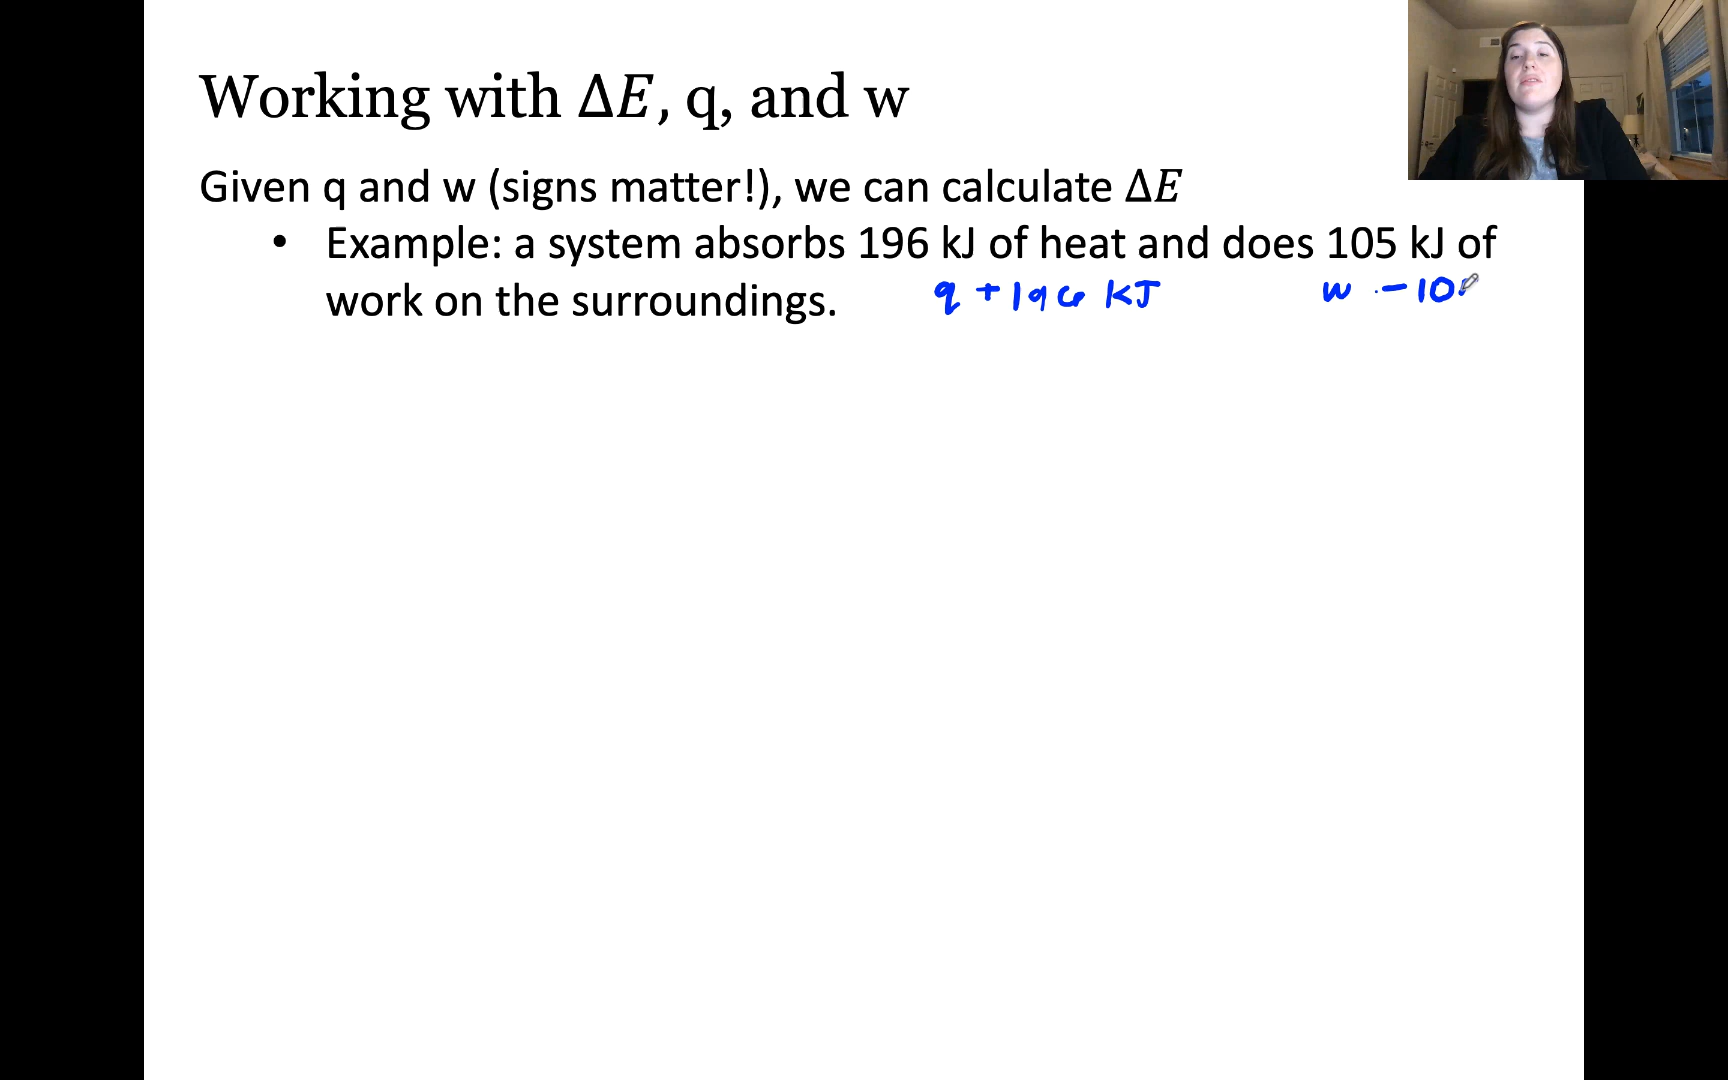 Working with ΔE, q, and w
Given q and w (signs matter!), we can calculate ΔE
• Example: a system absorbs 196 kJ of heat and does 105 kJ of
work on the surroundings.
q +196 kJ
w -10